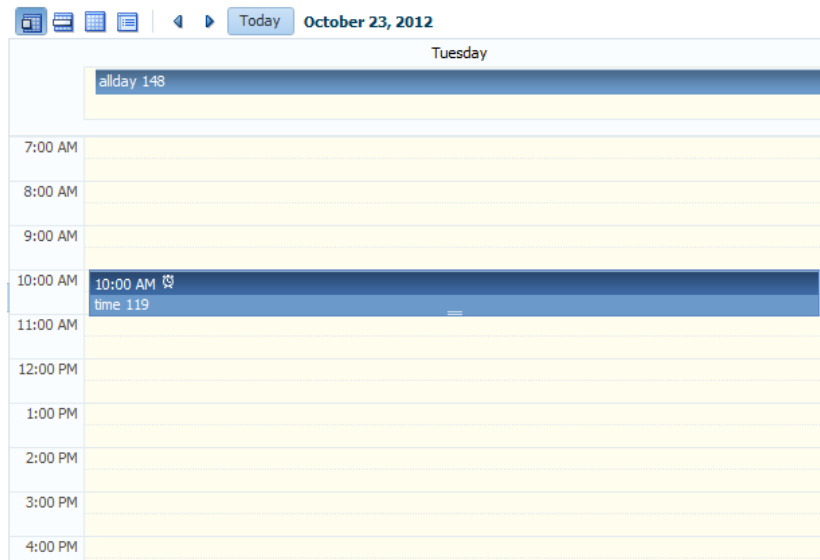 Today October 23, 2012
Tuesday
allday 148
7:00 AM
8:00 AM
9:00 AM
10:00 AM
10:00 AM
time 119
11:00 AM
12:00 PM
1:00 PM
2:00 PM
3:00 PM
4:00 PM